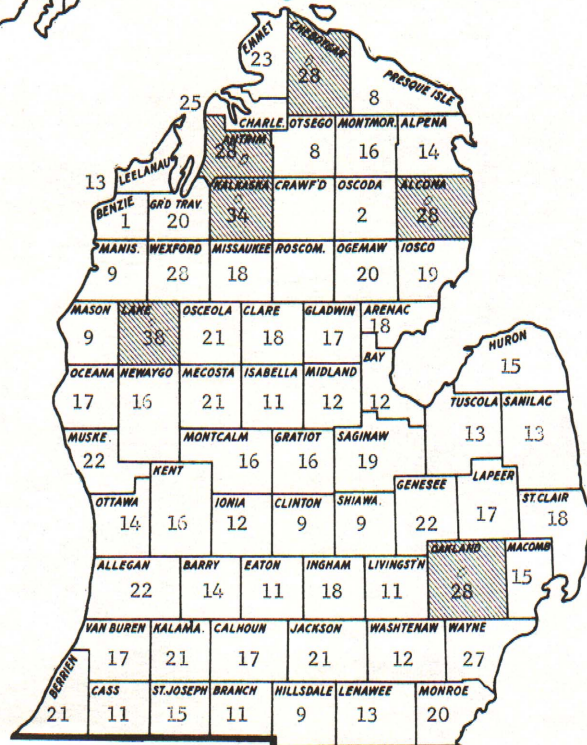 EMMET
23
CHEBOYGAN
28
PRESQUE ISLE
8
25
CHARLE.
OTSEGO
MONTMOR.
ALPENA
ANTRIM
28
8
16
14
13
LEELANAU
KALKASKA
CRAWF'D
OSCODA
ALCONA
BENZIE
1
GR'D TRAV.
20
34
2
28
MANIS.
WEXFORD
MISSAUKEE
ROSCOM.
OGEMAW
IOSCO
9
28
18
20
19
MASON
LAKE
OSCEOLA
CLARE
GLADWIN
ARENAC
9
38
21
18
17
18
HURON
15
BAY
OCEANA
NEWAYGO
MECOSTA
ISABELLA
MIDLAND
17
16
21
11
12
12
TUSCOLA
SANILAC
13
13
MUSKE.
22
MONTCALM
16
GRATIOT
16
SAGINAW
19
KENT
16
GENESEE
22
LAPEER
17
ST. CLAIR
18
OTTAWA
14
IONIA
12
CLINTON
9
SHIAWA.
9
OAKLAND
28
MACOMB
15
ALLEGAN
22
BARRY
14
EATON
11
INGHAM
18
LIVINGST'N
11
VAN BUREN
KALAMA.
CALHOUN
JACKSON
WASHTENAW
WAYNE
17
21
17
21
12
27
BERRIEN
21
CASS
ST.JOSEPH
BRANCH
HILLSDALE
LENAWEE
MONROE
11
15
11
9
13
20